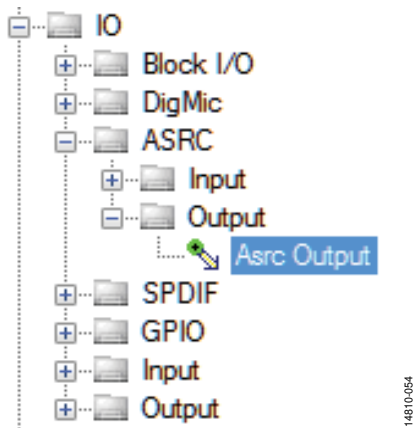 IO
Block I/O
DigMic
ASRC
Input
Output
Asrc Output
SPDIF
GPIO
Input
Output
14810-054